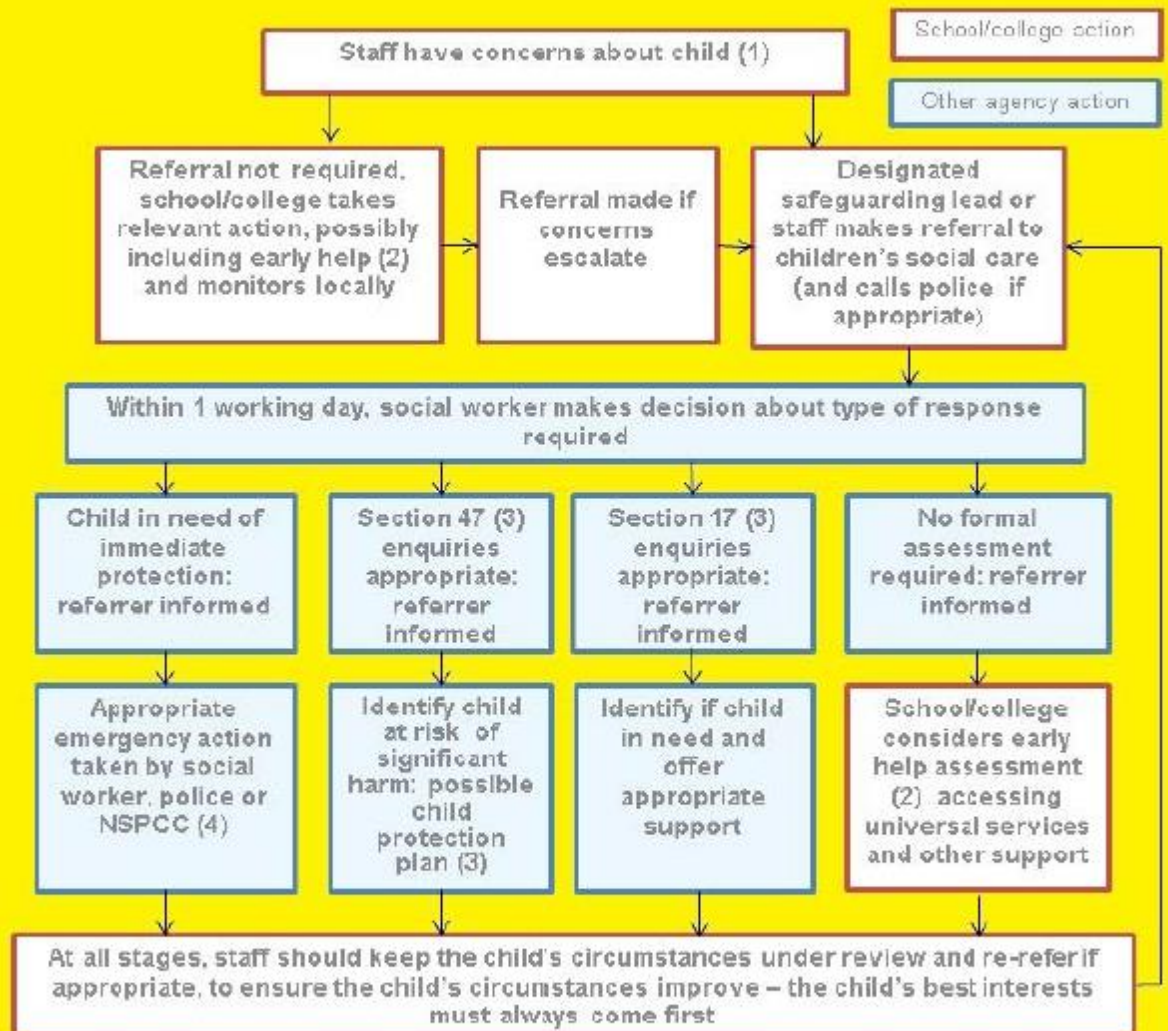 School/college action
Staff have concerns about child (1)
Other agency action
Referral not required,
school/college takes
relevant action, possibly
including early help (2)
and monitors locally
Referral made if
concerns
escalate
Designated
safeguarding lead or
staff makes referral to
children's social care
(and calls police if
appropriate)
Within 1 working day, social worker makes decision about type of response
required
Child in need of
immediate
protection:
referrer informed
Section 47 (3)
enquiries
appropriate:
referrer
informed
Section 17 (3)
enquiries
appropriate:
referrer
informed
No formal
assessment
required: referrer
informed
Appropriate
emergency action
taken by social
worker, police or
NSPCC (4)
Identify child
at risk of
significant
harm: possible
child
protection
plan (3)
Identify if child
in need and
offer
appropriate
support
School/college
considers early
help assessment
(2) accessing
universal services
and other support
At all stages, staff should keep the child's circumstances under review and re-refer if
appropriate, to ensure the child's circumstances improve – the child's best interests
must always come first